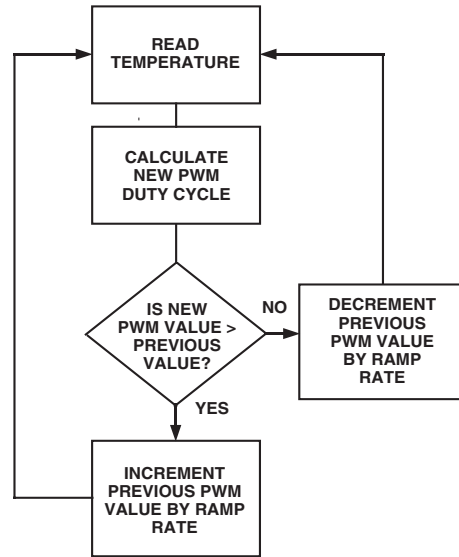 READ
TEMPERATURE
CALCULATE
NEW PWM
DUTY CYCLE
IS NEW
PWM VALUE >
PREVIOUS
VALUE?
NO
DECREMENT
PREVIOUS
PWM VALUE
BY RAMP
RATE
YES
INCREMENT
PREVIOUS PWM
VALUE BY RAMP
RATE